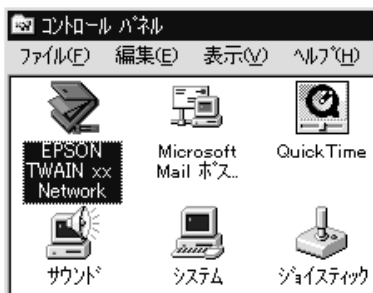 コントロール パネル
ファイル(F) 編集(E) 表示(V) ヘルプ(H)
EPSON
TWAIN xx
Network
Microsoft
Mail ポス..
QuickTime
サウンド
システム
ジョイスティック